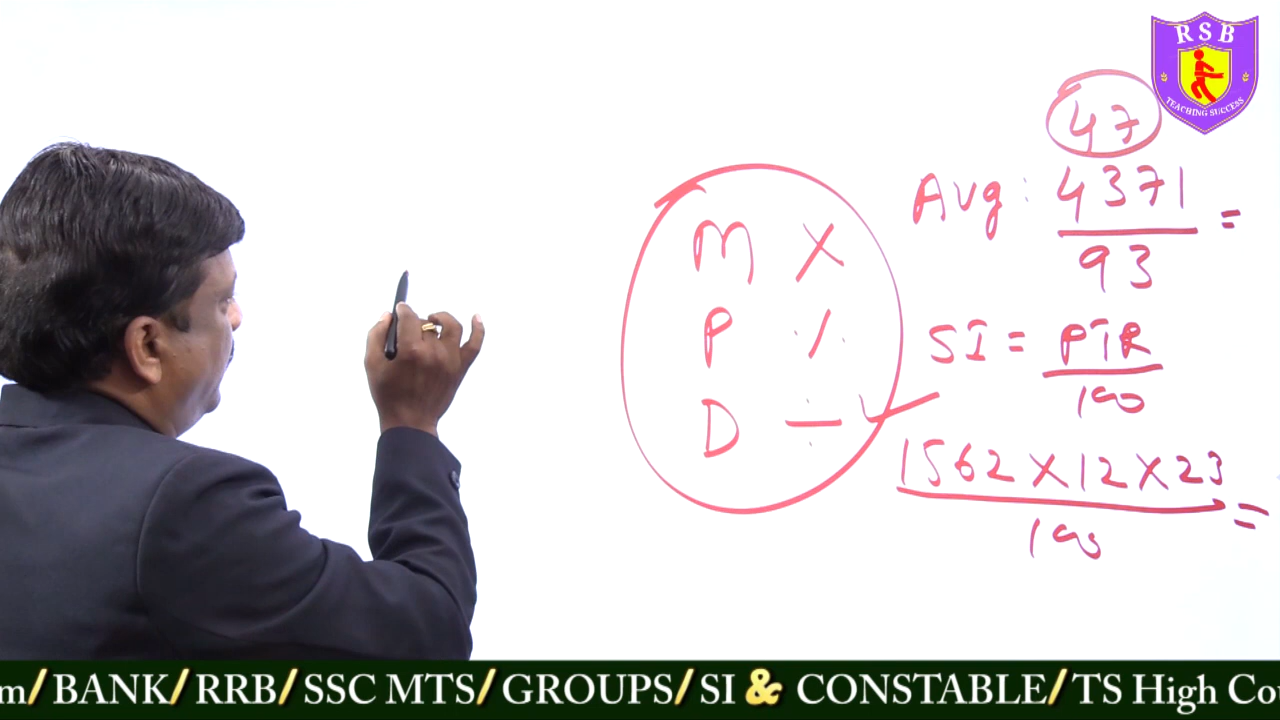 RSB
TEACHING SUCCESS
47
Avg: 4371 =
93
M X
P ٪
D ÷
SI = PTR
100
1562 X 12 X 23 =
100
m/BANK/RRB/SSC MTS/GROUPS/SI & CONSTABLE/TS High Cou